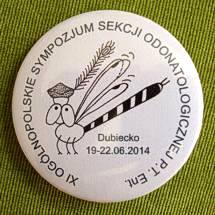 XI OGÓLNOPOLSKIE SYMPOZJUM SEKCJI ODONATOLOGICZNEJ P.T. Ent.
Dubiecko
19-22.06.2014